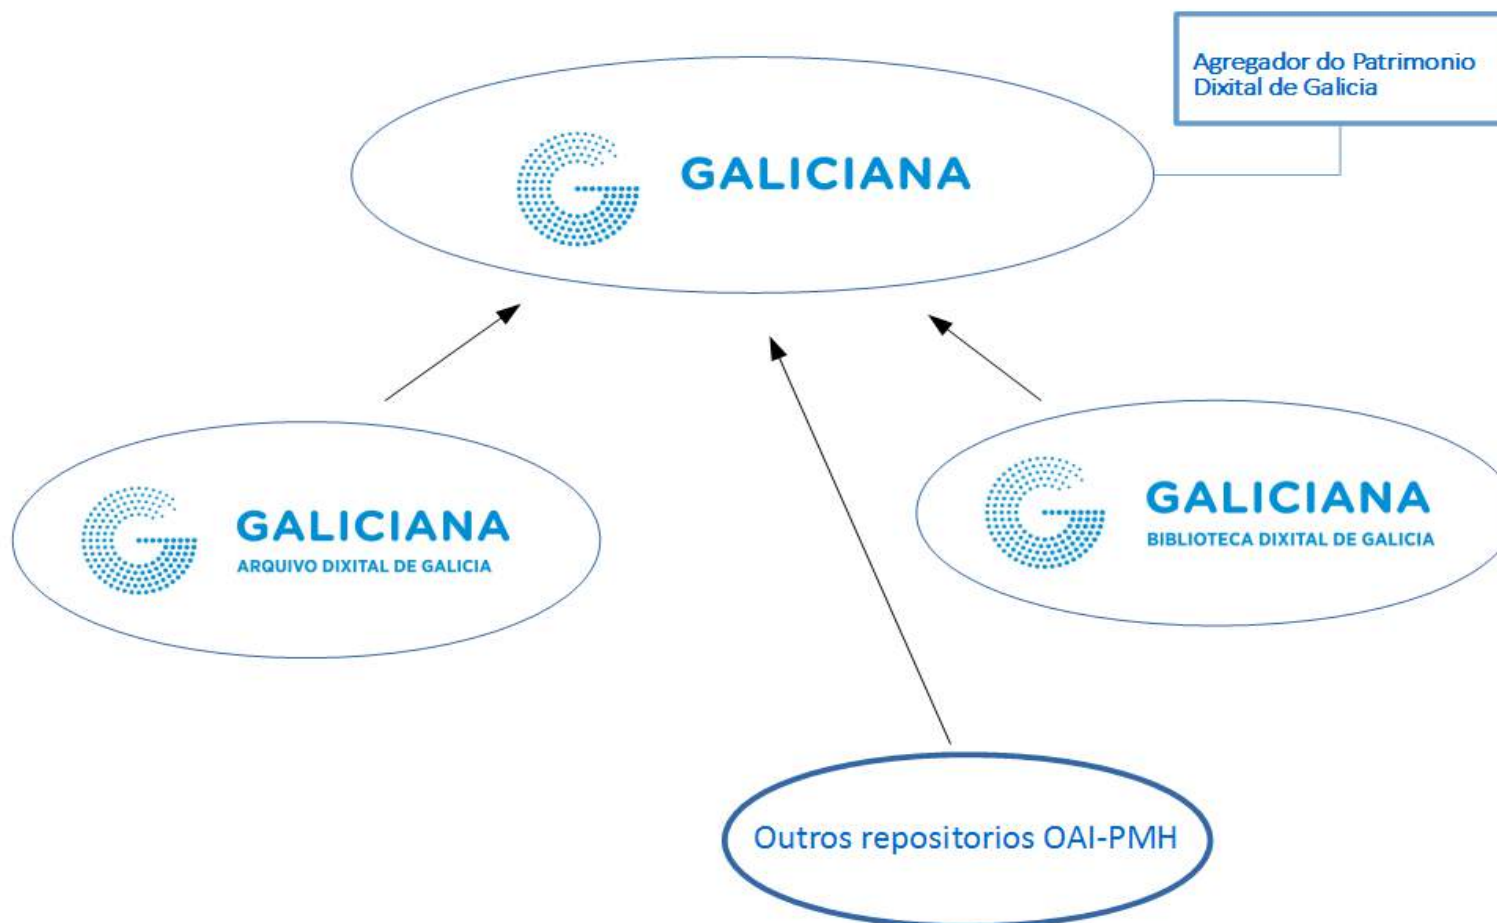 Agregador do Patrimonio
Dixital de Galicia
GALICIANA
GALICIANA
ARQUIVO DIXITAL DE GALICIA
GALICIANA
BIBLIOTECA DIXITAL DE GALICIA
Outros repositorios OAI-PMH